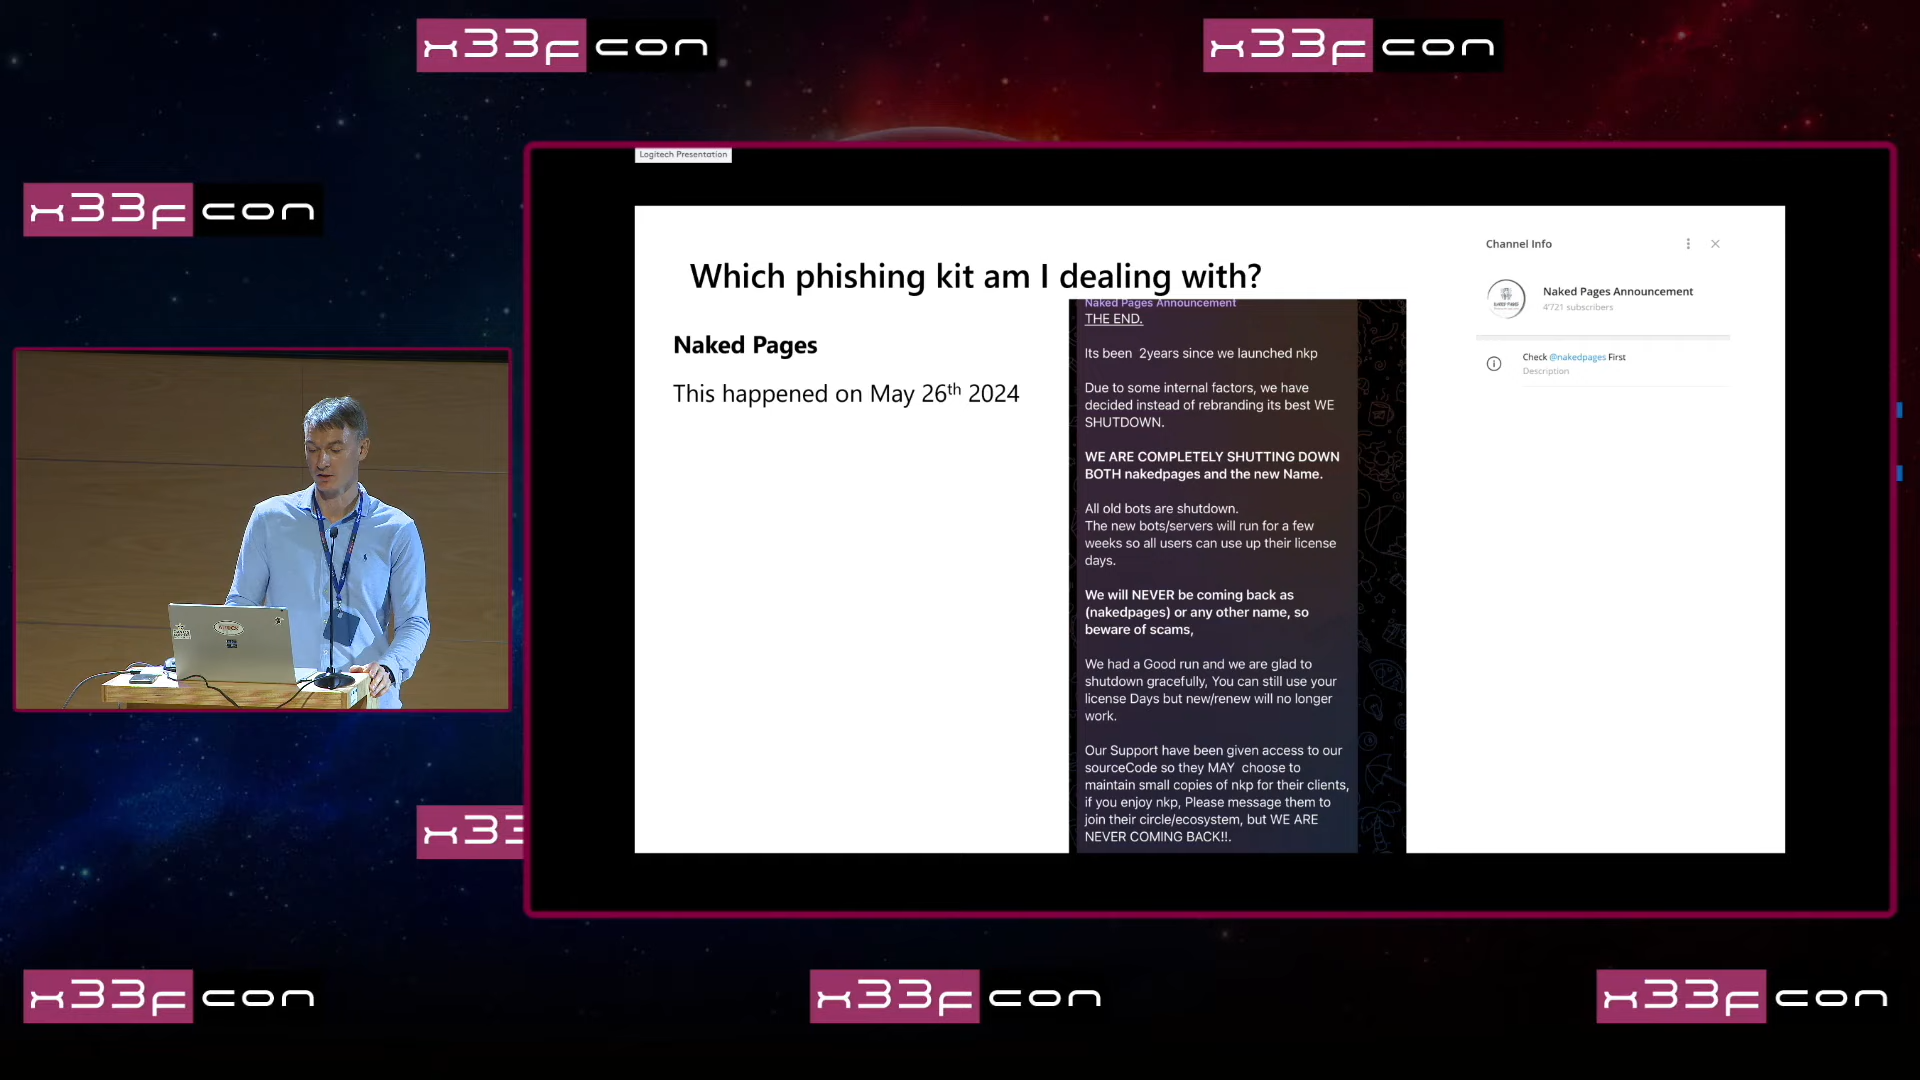 x33fcon
x33fcon
x33fcon
Logitech Presentation
Which phishing kit am I dealing with?
Naked Pages
This happened on May 26th 2024
Naked Pages Announcement
THE END.
Its been  2years since we launched nkp
Due to some internal factors, we have
decided instead of rebranding its best WE
SHUTDOWN.
WE ARE COMPLETELY SHUTTING DOWN
BOTH nakedpages and the new Name.
All old bots are shutdown.
The new bots/servers will run for a few
weeks so all users can use up their license
days.
We will NEVER be coming back as
(nakedpages) or any other name, so
beware of scams,
We had a Good run and we are glad to
shutdown gracefully, You can still use your
license Days but new/renew will no longer
work.
Our Support have been given access to our
sourceCode so they MAY  choose to
maintain small copies of nkp for their clients,
if you enjoy nkp, Please message them to
join their circle/ecosystem, but WE ARE
NEVER COMING BACK!!.
Channel Info
Naked Pages Announcement
4'721 subscribers
Check @nakedpages First
Description
x33
x33fcon
x33fcon
x33fcon